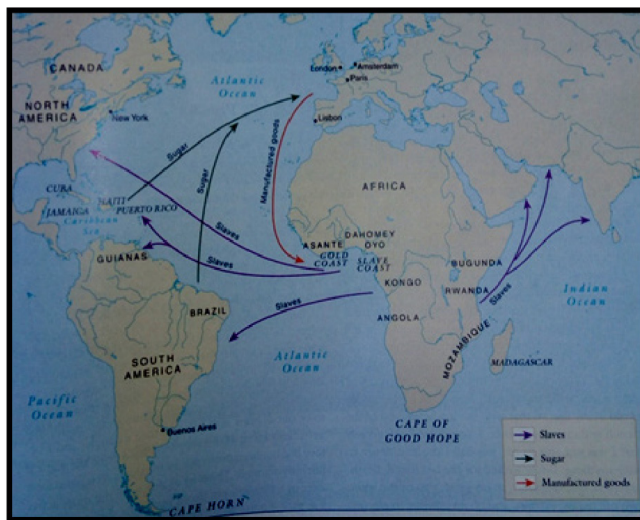 CANADA
NORTH
AMERICA
New York
Atlantic
Ocean
London
Amsterdam
Paris
Lisbon
Sugar
Sugar
Manufactured goods
CUBA
HAITI
JAMAICA
PUERTO RICO
Caribbean
Sea
Slaves
Slaves
GUIANAS
AFRICA
ASANTE
DAHOMEY
OYO
GOLD
COAST
SLAVE
COAST
BUGUNDA
KONGO
RWANDA
Slaves
Indian
Ocean
BRAZIL
Slaves
ANGOLA
MOZAMBIQUE
MADAGASCAR
SOUTH
AMERICA
Atlantic
Ocean
Pacific
Ocean
Buenos Aires
CAPE OF
GOOD HOPE
CAPE HORN
Slaves
Sugar
Manufactured goods